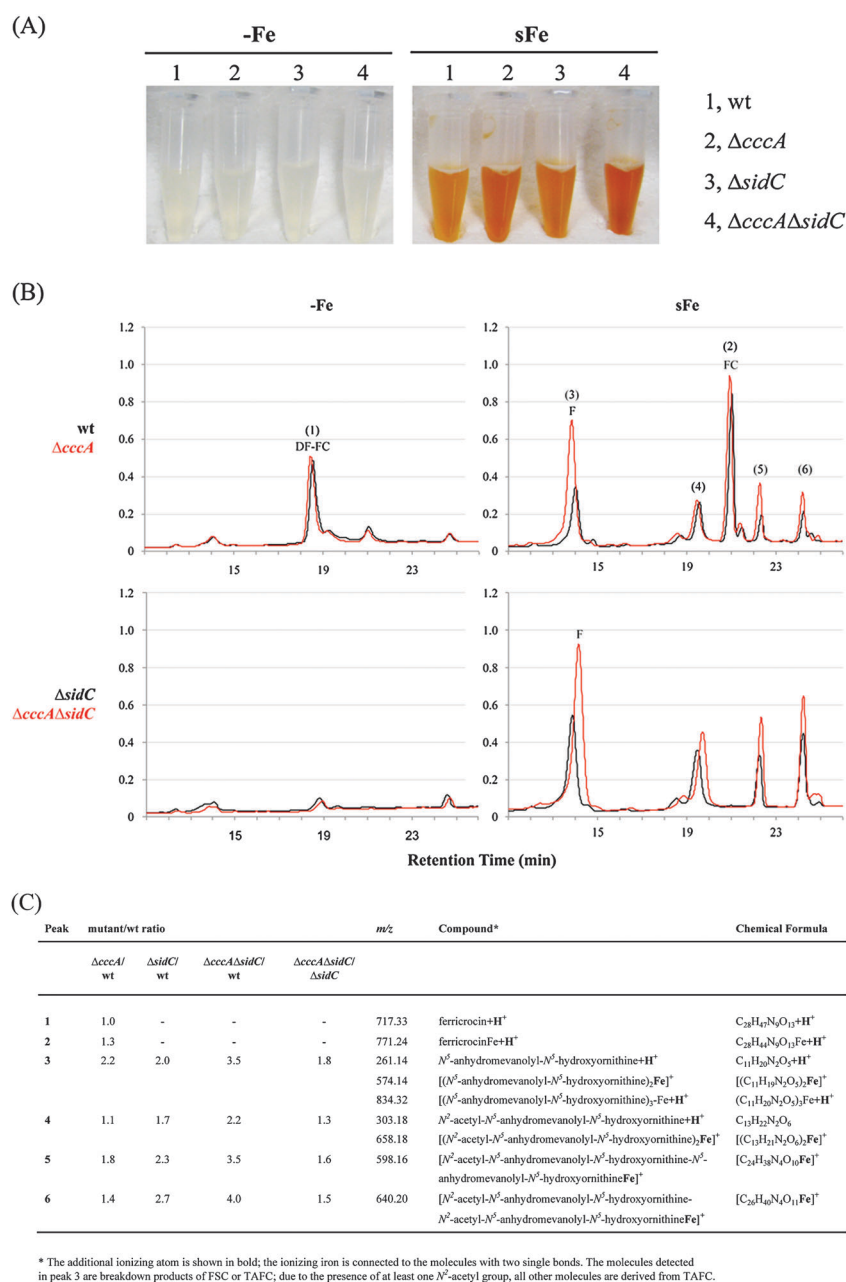 (A)
-Fe
sFe
1 2 3 4
1 2 3 4
1, wt
2, ΔcccA
3, ΔsidC
4, ΔcccAΔsidC
(B)
-Fe
sFe
wt
ΔcccA
1.2
1.0
0.8
0.6
0.4
0.2
0
(1)
DF-FC
15 19 23
1.2
1.0
0.8
0.6
0.4
0.2
0
(3)
F
(4)
(2)
FC
(5)
(6)
15 19 23
ΔsidC
ΔcccAΔsidC
1.2
1.0
0.8
0.6
0.4
0.2
0
15 19 23
1.2
1.0
0.8
0.6
0.4
0.2
0
F
15 19 23
Retention Time (min)
(C)
Peak mutant/wt ratio m/z Compound* Chemical Formula
ΔcccA/ ΔsidC/ ΔcccAΔsidC/ ΔcccAΔsidC/
wt wt wt ΔsidC
1 1.0 - - - 717.33 ferricrocin+H⁺ C₂₈H₄₇N₉O₁₃+H⁺
2 1.3 - - - 771.24 ferricrocinFe+H⁺ C₂₈H₄₄N₉O₁₃Fe+H⁺
3 2.2 2.0 3.5 1.8 261.14 N⁵-anhydromevanolyl-N⁵-hydroxyornithine+H⁺ C₁₁H₂₀N₂O₅+H⁺
574.14 [(N⁵-anhydromevanolyl-N⁵-hydroxyornithine)₂Fe]⁺ [(C₁₁H₁₉N₂O₅)₂Fe]⁺
834.32 [(N⁵-anhydromevanolyl-N⁵-hydroxyornithine)₃-Fe+H⁺ (C₁₁H₂₀N₂O₅)₃Fe+H⁺
4 1.1 1.7 2.2 1.3 303.18 N²-acetyl-N⁵-anhydromevanolyl-N⁵-hydroxyornithine+H⁺ C₁₃H₂₂N₂O₆
658.18 [(N²-acetyl-N⁵-anhydromevanolyl-N⁵-hydroxyornithine)₂Fe]⁺ [(C₁₃H₂₁N₂O₆)₂Fe]⁺
5 1.8 2.3 3.5 1.6 598.16 [N²-acetyl-N⁵-anhydromevanolyl-N⁵-hydroxyornithine-N⁵- [C₂₄H₃₈N₄O₁₀Fe]⁺
anhydromevanolyl-N⁵-hydroxyornithineFe]⁺
6 1.4 2.7 4.0 1.5 640.20 [N²-acetyl-N⁵-anhydromevanolyl-N⁵-hydroxyornithine- [C₂₆H₄₀N₄O₁₁Fe]⁺
N²-acetyl-N⁵-anhydromevanolyl-N⁵-hydroxyornithineFe]⁺
* The additional ionizing atom is shown in bold; the ionizing iron is connected to the molecules with two single bonds. The molecules detected
in peak 3 are breakdown products of FSC or TAFC; due to the presence of at least one N²-acetyl group, all other molecules are derived from TAFC.